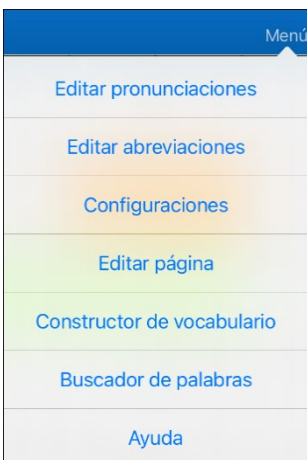 Menú
Editar pronunciaciones
Editar abreviaciones
Configuraciones
Editar página
Constructor de vocabulario
Buscador de palabras
Ayuda